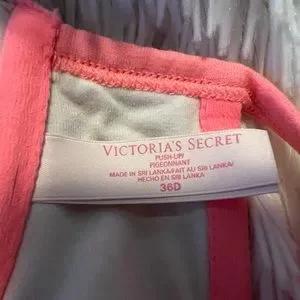 VICTORIA'S SECRET
PUSH-UP/
PIGEONNANT
MADE IN SRI LANKA/FAIT AU SRI LANKA/
HECHO EN SRI LANKA
36D